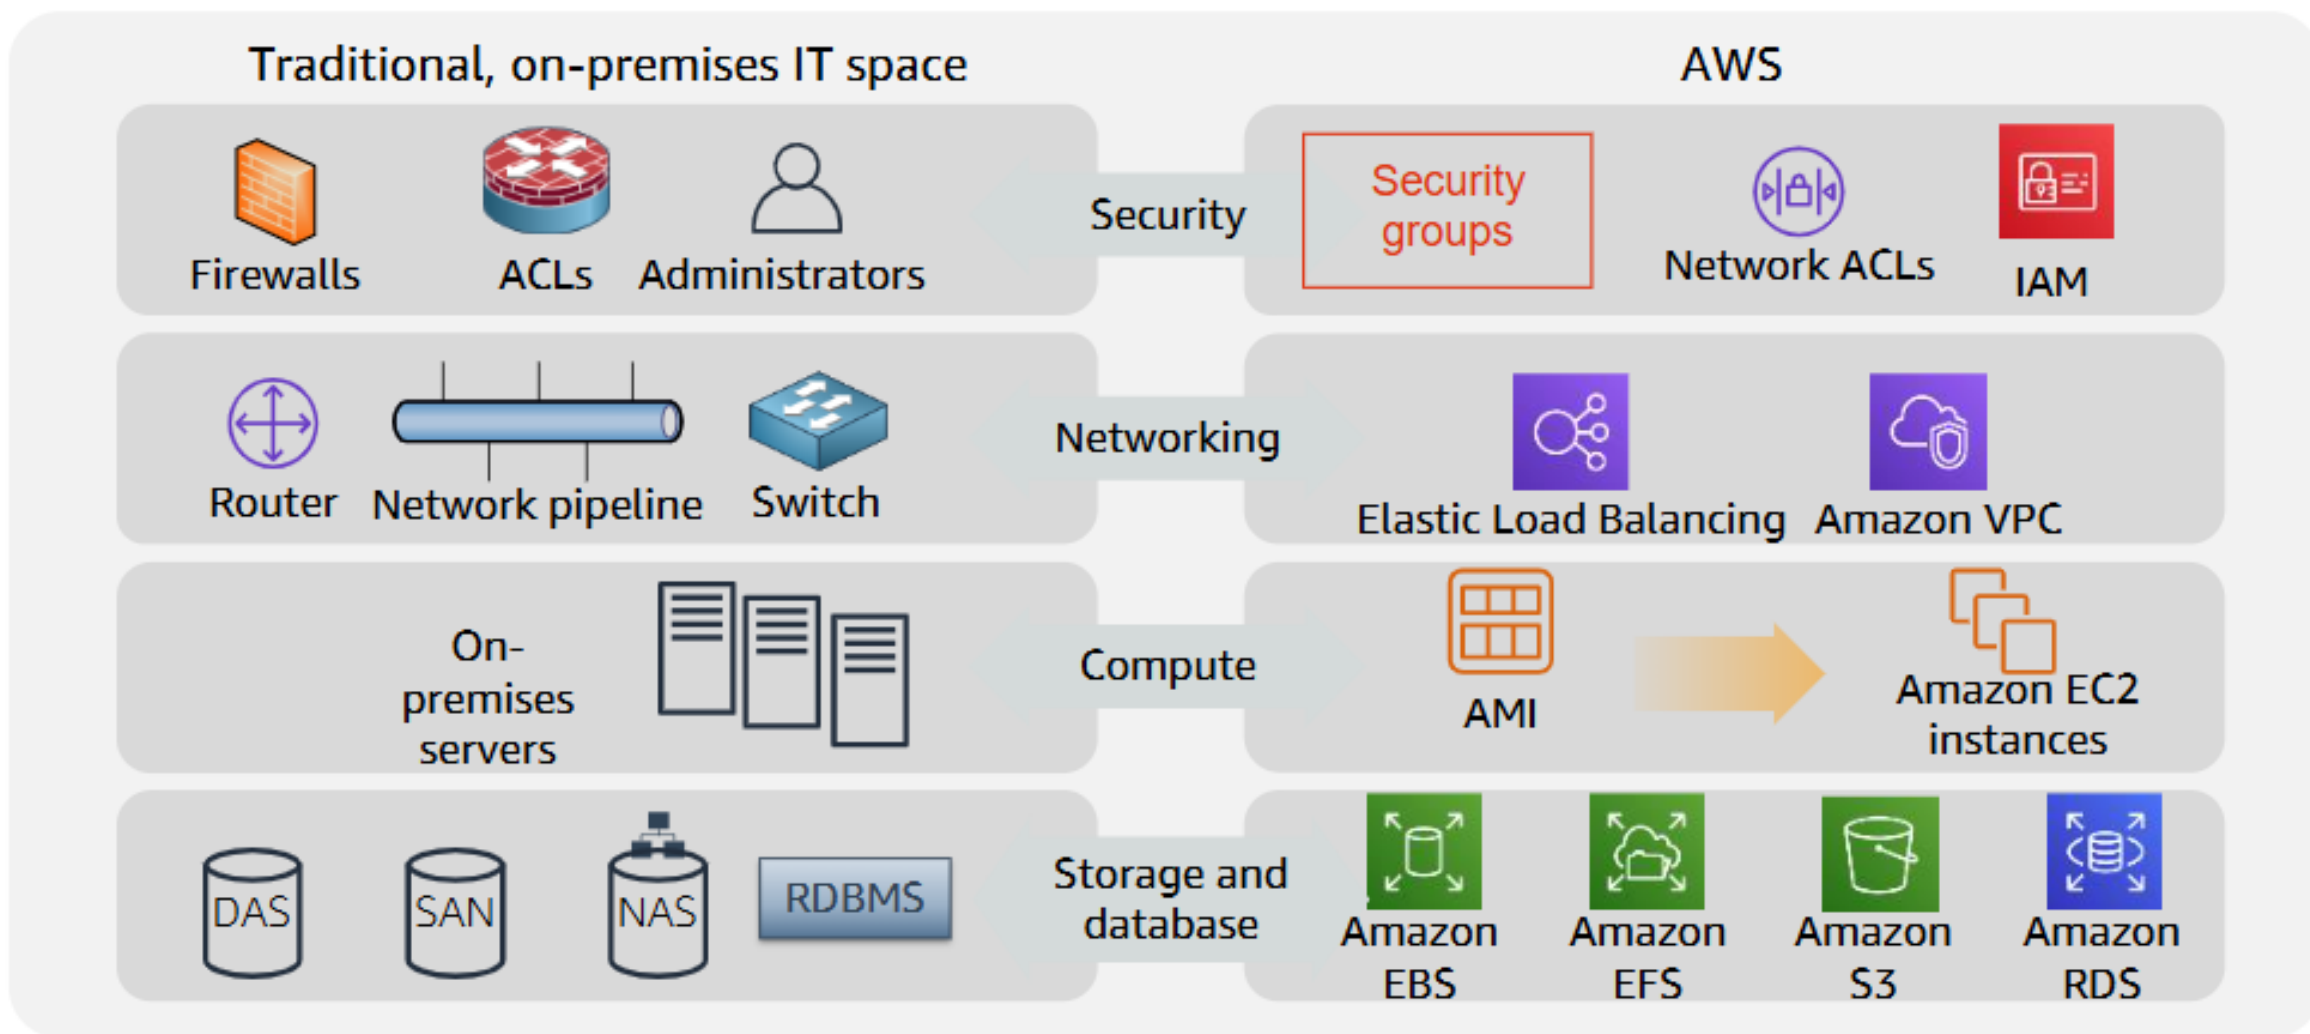 Traditional, on-premises IT space
AWS
Firewalls
ACLs
Administrators
Security
Security
groups
Network ACLs
IAM
Router
Network pipeline
Switch
Networking
Elastic Load Balancing
Amazon VPC
On-
premises
servers
Compute
AMI
Amazon EC2
instances
DAS
SAN
NAS
RDBMS
Storage and
database
Amazon
EBS
Amazon
EFS
Amazon
S3
Amazon
RDS